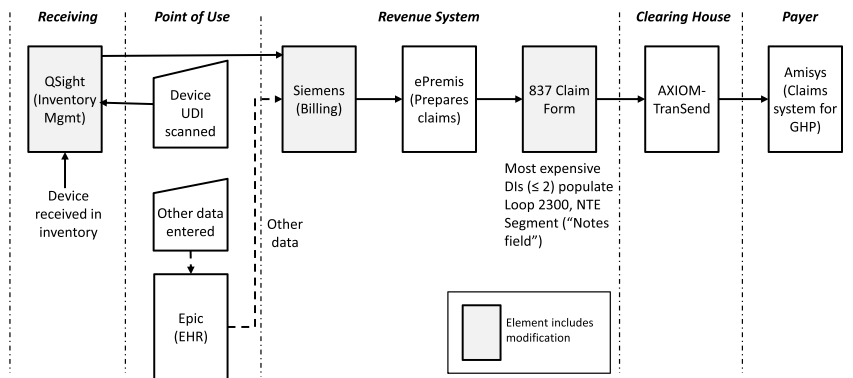 Receiving
Point of Use
Revenue System
Clearing House
Payer
QSight
(Inventory
Mgmt)
Device
UDI
scanned
Siemens
(Billing)
ePremis
(Prepares
claims)
837 Claim
Form
AXIOM-
TranSend
Amisys
(Claims
system for
GHP)
Device
received in
inventory
Other data
entered
Other
data
Most expensive
DIs (≤ 2) populate
Loop 2300, NTE
Segment (“Notes
field”)
Epic
(EHR)
Element includes
modification